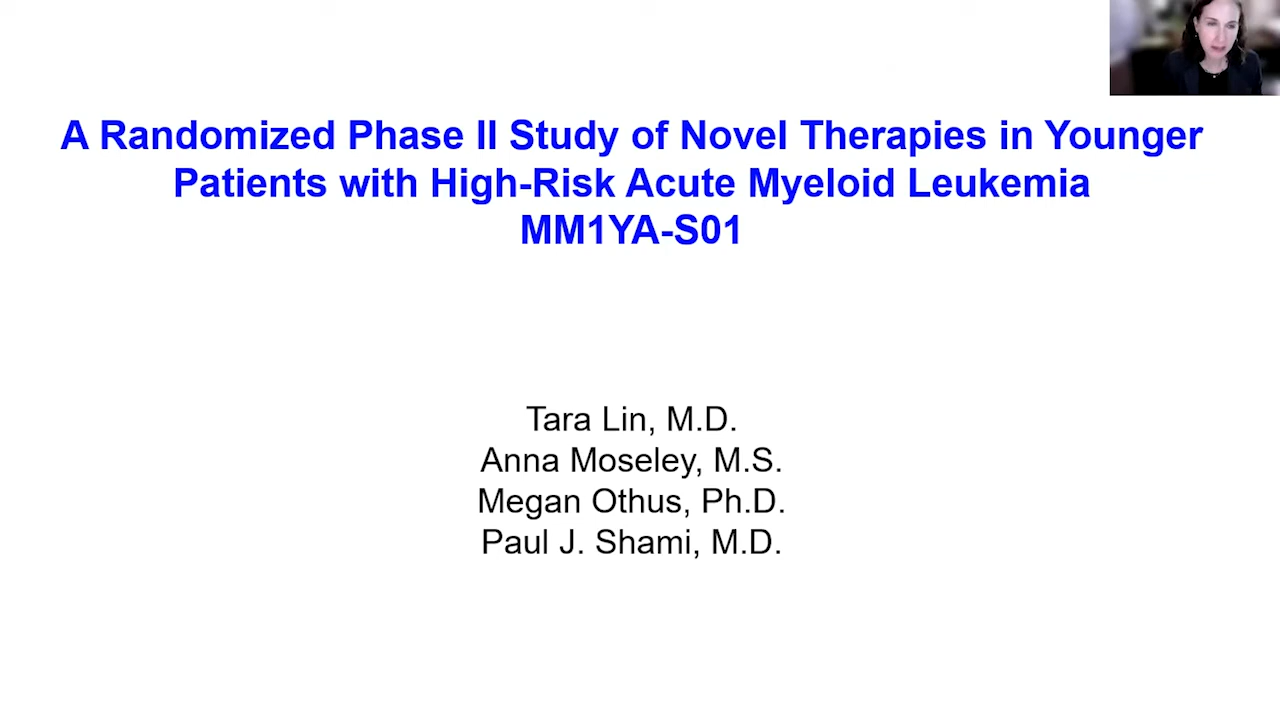 A Randomized Phase II Study of Novel Therapies in Younger
Patients with High-Risk Acute Myeloid Leukemia
MM1YA-S01
Tara Lin, M.D.
Anna Moseley, M.S.
Megan Othus, Ph.D.
Paul J. Shami, M.D.